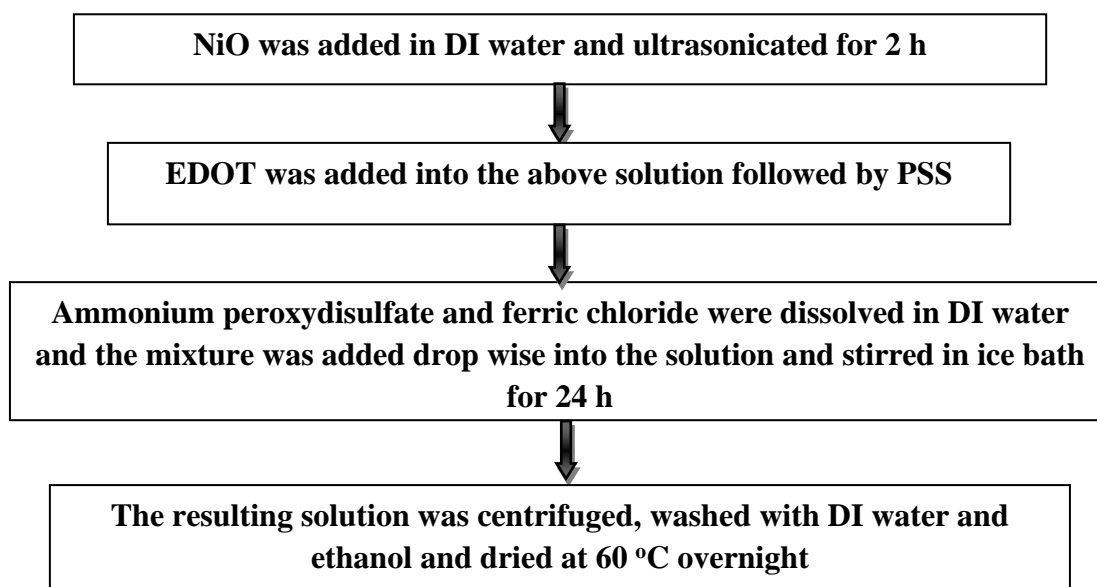 NiO was added in DI water and ultrasonicated for 2 h
EDOT was added into the above solution followed by PSS
Ammonium peroxydisulfate and ferric chloride were dissolved in DI water
and the mixture was added drop wise into the solution and stirred in ice bath
for 24 h
The resulting solution was centrifuged, washed with DI water and
ethanol and dried at 60 °C overnight